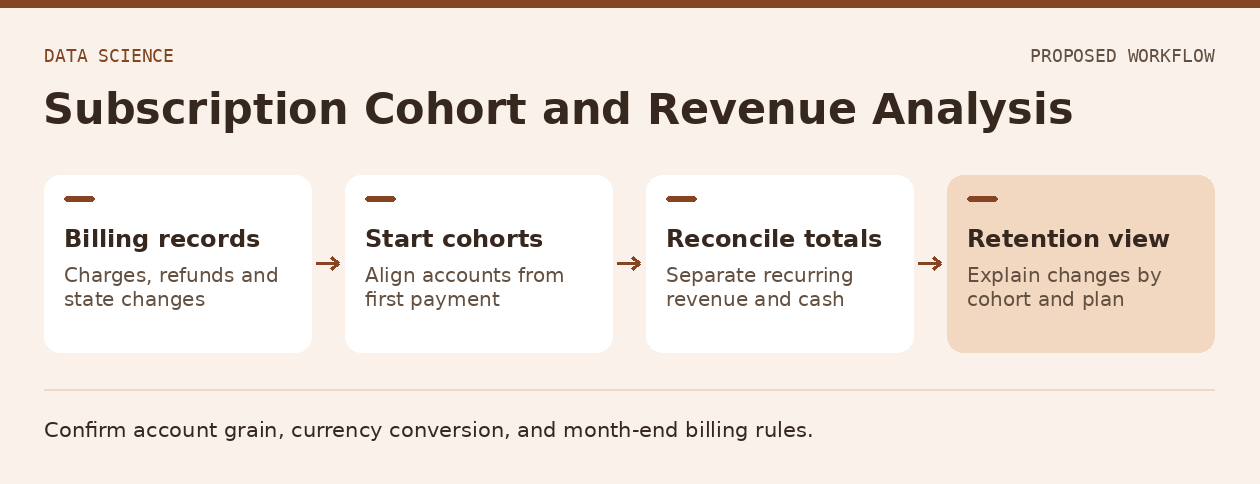 DATA SCIENCE
PROPOSED WORKFLOW
Subscription Cohort and Revenue Analysis
Billing records
Charges, refunds and
state changes
Start cohorts
Align accounts from
first payment
Reconcile totals
Separate recurring
revenue and cash
Retention view
Explain changes by
cohort and plan
Confirm account grain, currency conversion, and month-end billing rules.